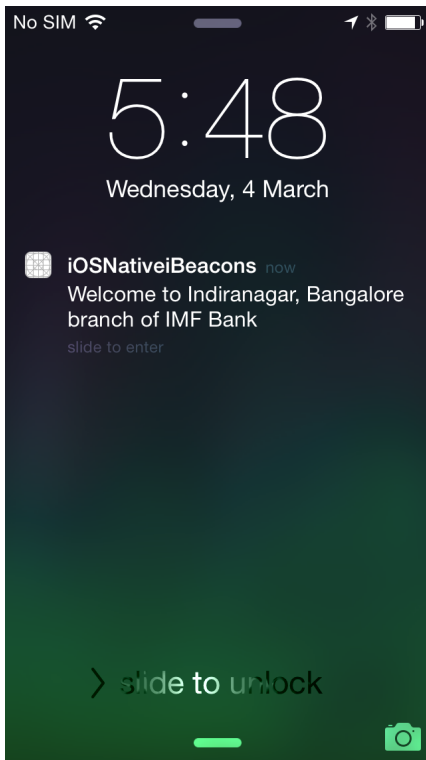 No SIM
5:48
Wednesday, 4 March
iOSNativeiBeacons now
Welcome to Indiranagar, Bangalore
branch of IMF Bank
slide to enter
slide to unlock